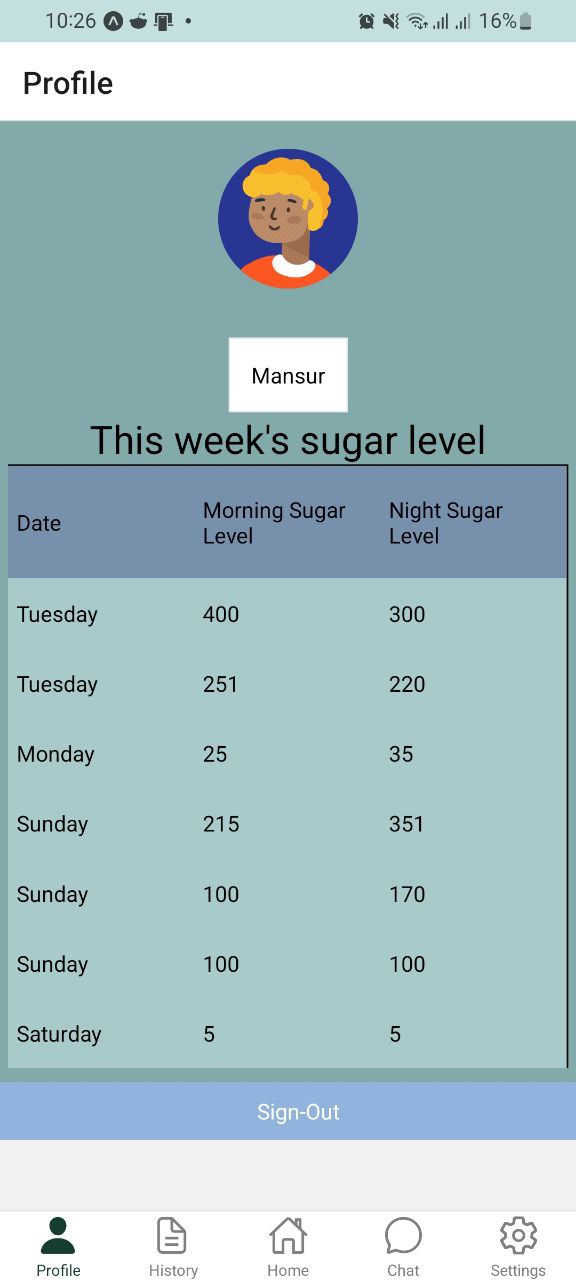 10:26 16%
Profile
Mansur
This week's sugar level
Date Morning Sugar Level Night Sugar Level
Tuesday 400 300
Tuesday 251 220
Monday 25 35
Sunday 215 351
Sunday 100 170
Sunday 100 100
Saturday 5 5
Sign-Out
Profile History Home Chat Settings